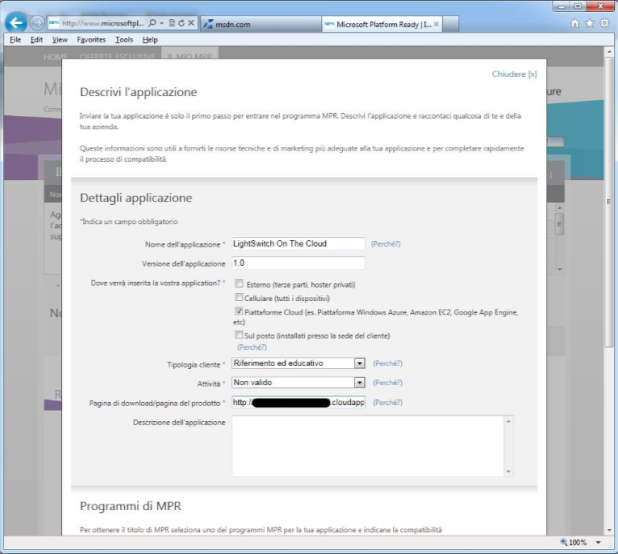 http://www.microsoftpl...
msdn.com
Microsoft Platform Ready | I...
File Edit View Favorites Tools Help
HOME OFFERTE ESCLUSIVE IL MIO MPR
Chiudere [x]
Descrivi l'applicazione
Inviare la tua applicazione è solo il primo passo per entrare nel programma MPR. Descrivi l'applicazione e raccontaci qualcosa di te e della
tua azienda.
Queste informazioni sono utili a fornirti le risorse tecniche e di marketing più adeguate alla tua applicazione e per completare rapidamente
il processo di compatibilità
Dettagli applicazione
*Indica un campo obbligatorio
Nome dell'applicazione * LightSwitch On The Cloud (Perché?)
Versione dell'applicazione 1.0
Dove verrà inserita la vostra application? * Esterno (terze parti, hoster privati)
Cellulare (tutti i dispositivi)
Piattaforme Cloud (es. Piattaforma Windows Azure, Amazon EC2, Google App Engine,
etc)
Sul posto (installati presso la sede del cliente)
(Perché?)
Tipologia cliente * Riferimento ed educativo (Perché?)
Attività * Non valido (Perché?)
Pagina di download/pagina del prodotto * http:/ .cloudapp (Perché?)
Descrizione dell'applicazione
Programmi di MPR
Per ottenere il titolo di MPR seleziona uno dei programmi MPR per la tua applicazione e indicane la compatibilità
100%